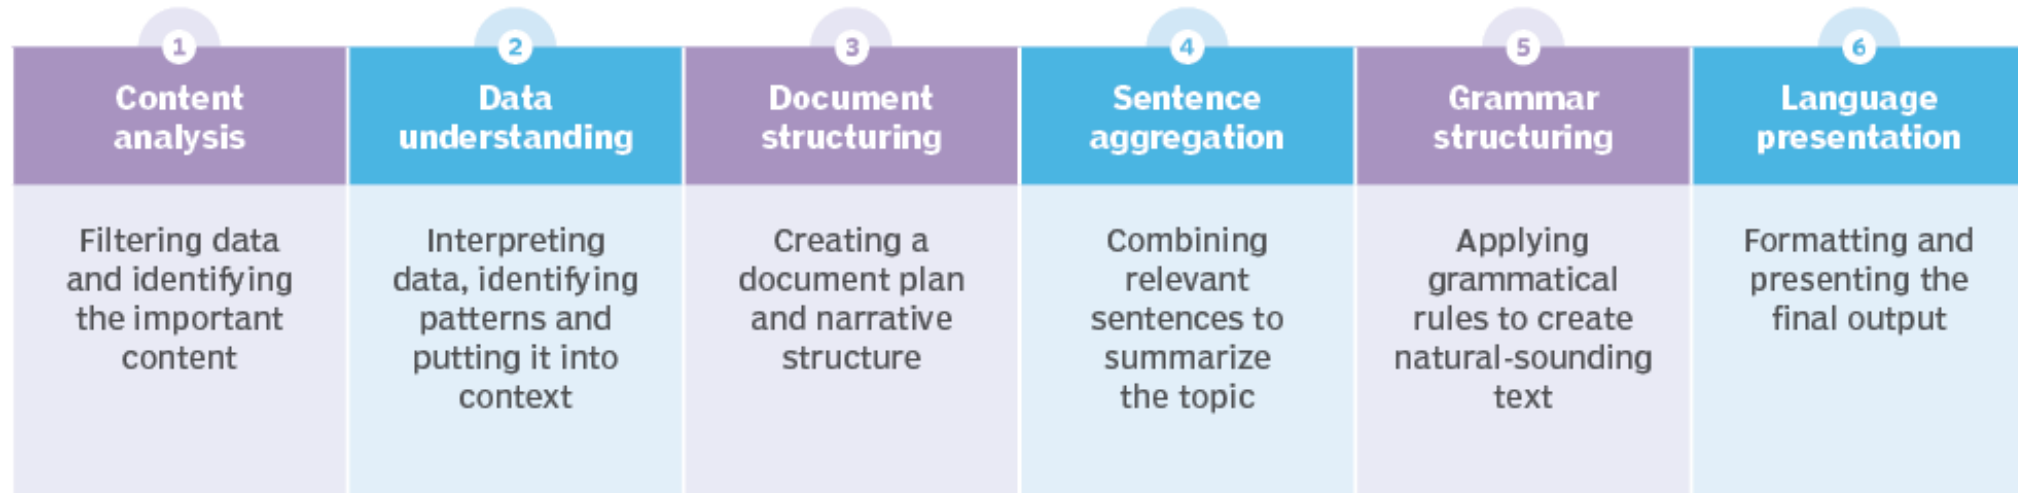 1
Content
analysis
Filtering data
and identifying
the important
content
2
Data
understanding
Interpreting
data, identifying
patterns and
putting it into
context
3
Document
structuring
Creating a
document plan
and narrative
structure
4
Sentence
aggregation
Combining
relevant
sentences to
summarize
the topic
5
Grammar
structuring
Applying
grammatical
rules to create
natural-sounding
text
6
Language
presentation
Formatting and
presenting the
final output